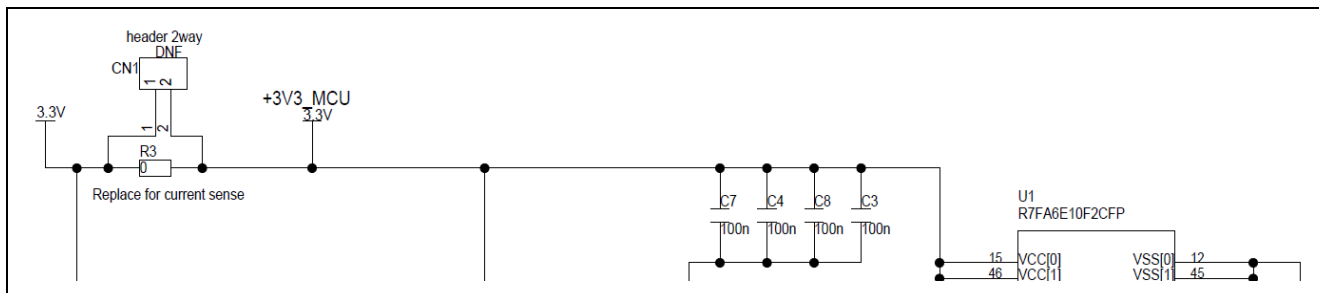 header 2way
DNF
CN1
1 2
3.3V
+3V3_MCU
3.3V
1 2
R3
0
Replace for current sense
C7 C4 C8 C3
100n 100n 100n 100n
U1
R7FA6E10F2CFP
15 VCC[0] VSS[0] 12
46 VCC[1] VSS[1] 45